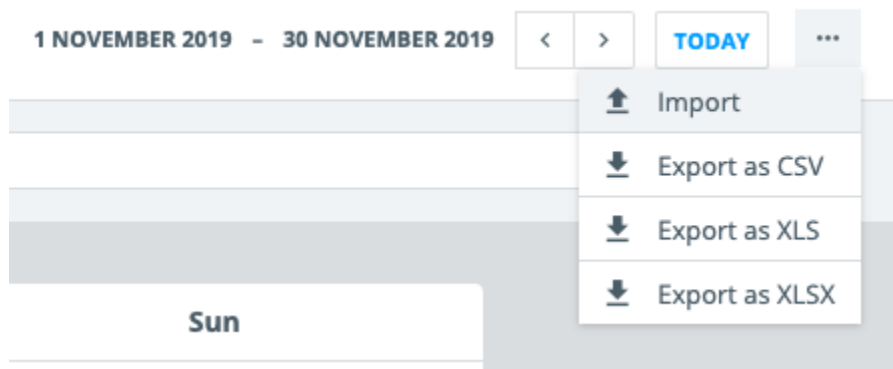 1 NOVEMBER 2019 – 30 NOVEMBER 2019 < > TODAY ...
Import
Export as CSV
Export as XLS
Export as XLSX
Sun